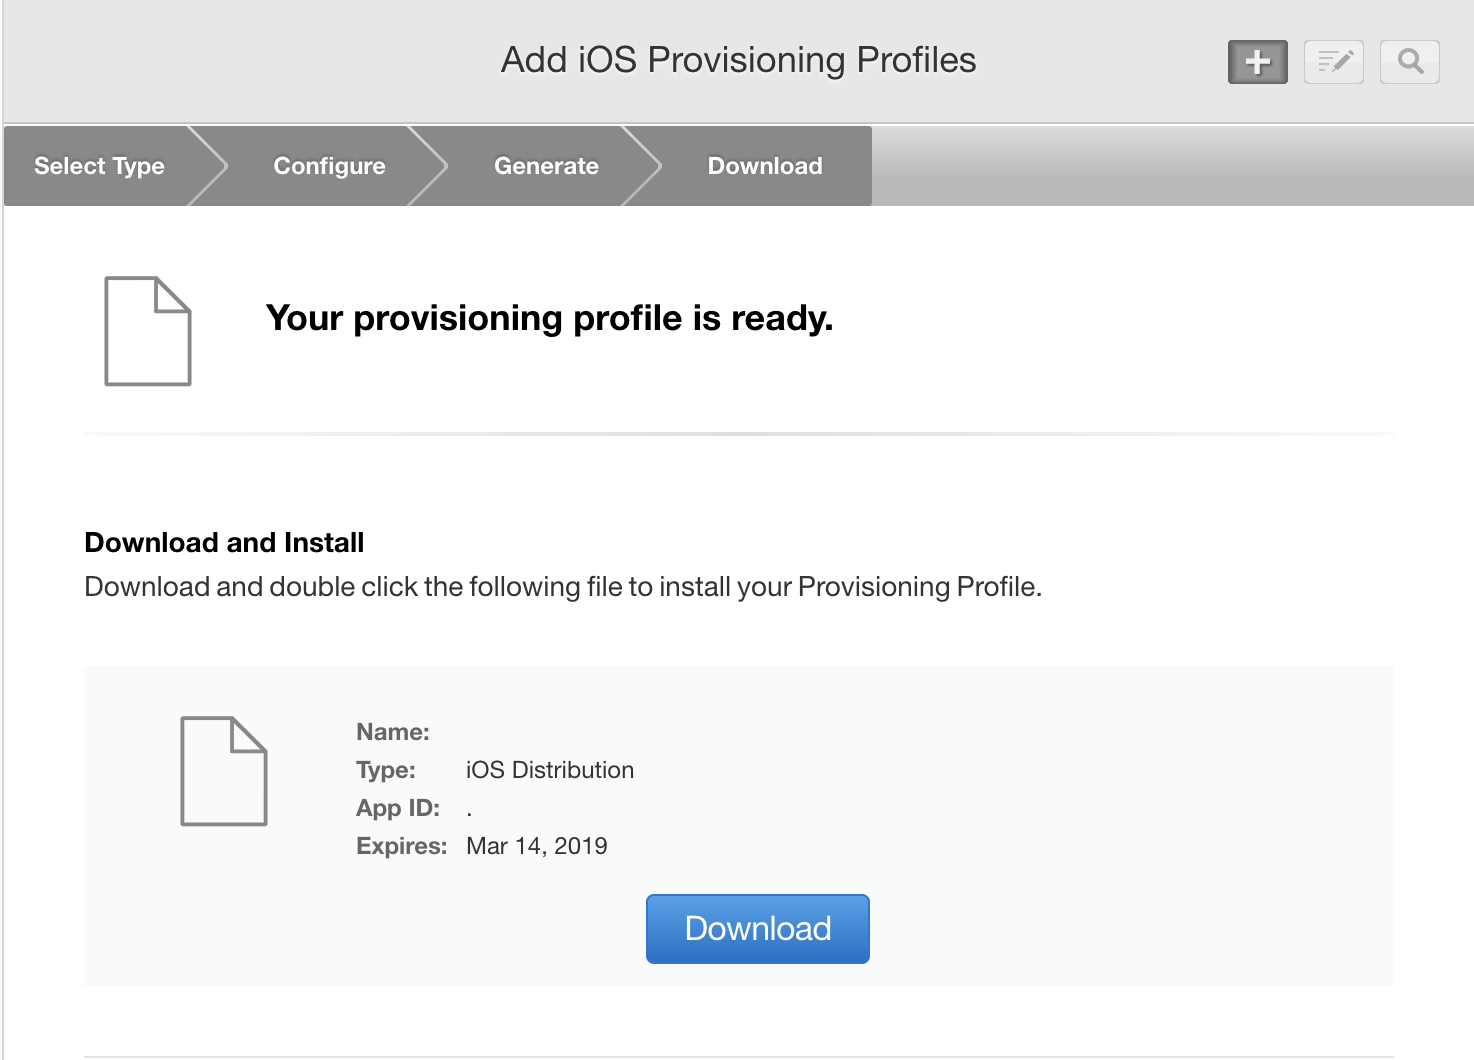 Add iOS Provisioning Profiles
Select Type
Configure
Generate
Download
Your provisioning profile is ready.
Download and Install
Download and double click the following file to install your Provisioning Profile.
Name:
Type: iOS Distribution
App ID: .
Expires: Mar 14, 2019
Download